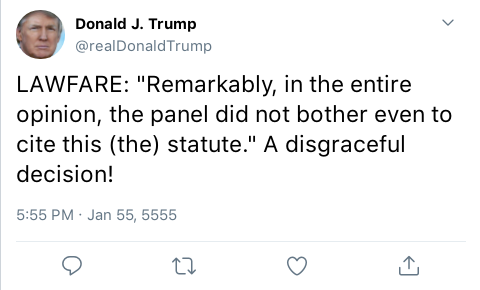 Donald J. Trump
@realDonaldTrump
LAWFARE: "Remarkably, in the entire
opinion, the panel did not bother even to
cite this (the) statute." A disgraceful
decision!
5:55 PM · Jan 55, 5555